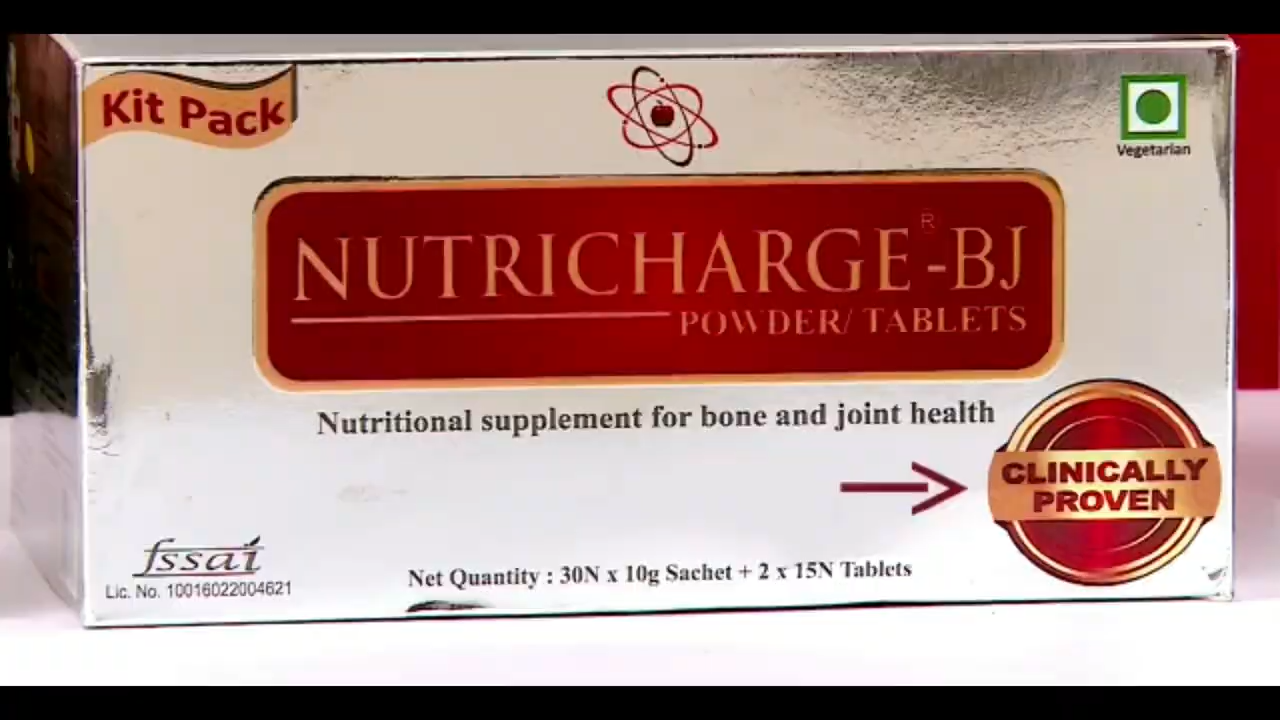 Kit Pack
Vegetarian
NUTRICHARGE®-BJ
POWDER/ TABLETS
Nutritional supplement for bone and joint health
CLINICALLY
PROVEN
fssai
Lic. No. 10016022004621
Net Quantity : 30N x 10g Sachet + 2 x 15N Tablets